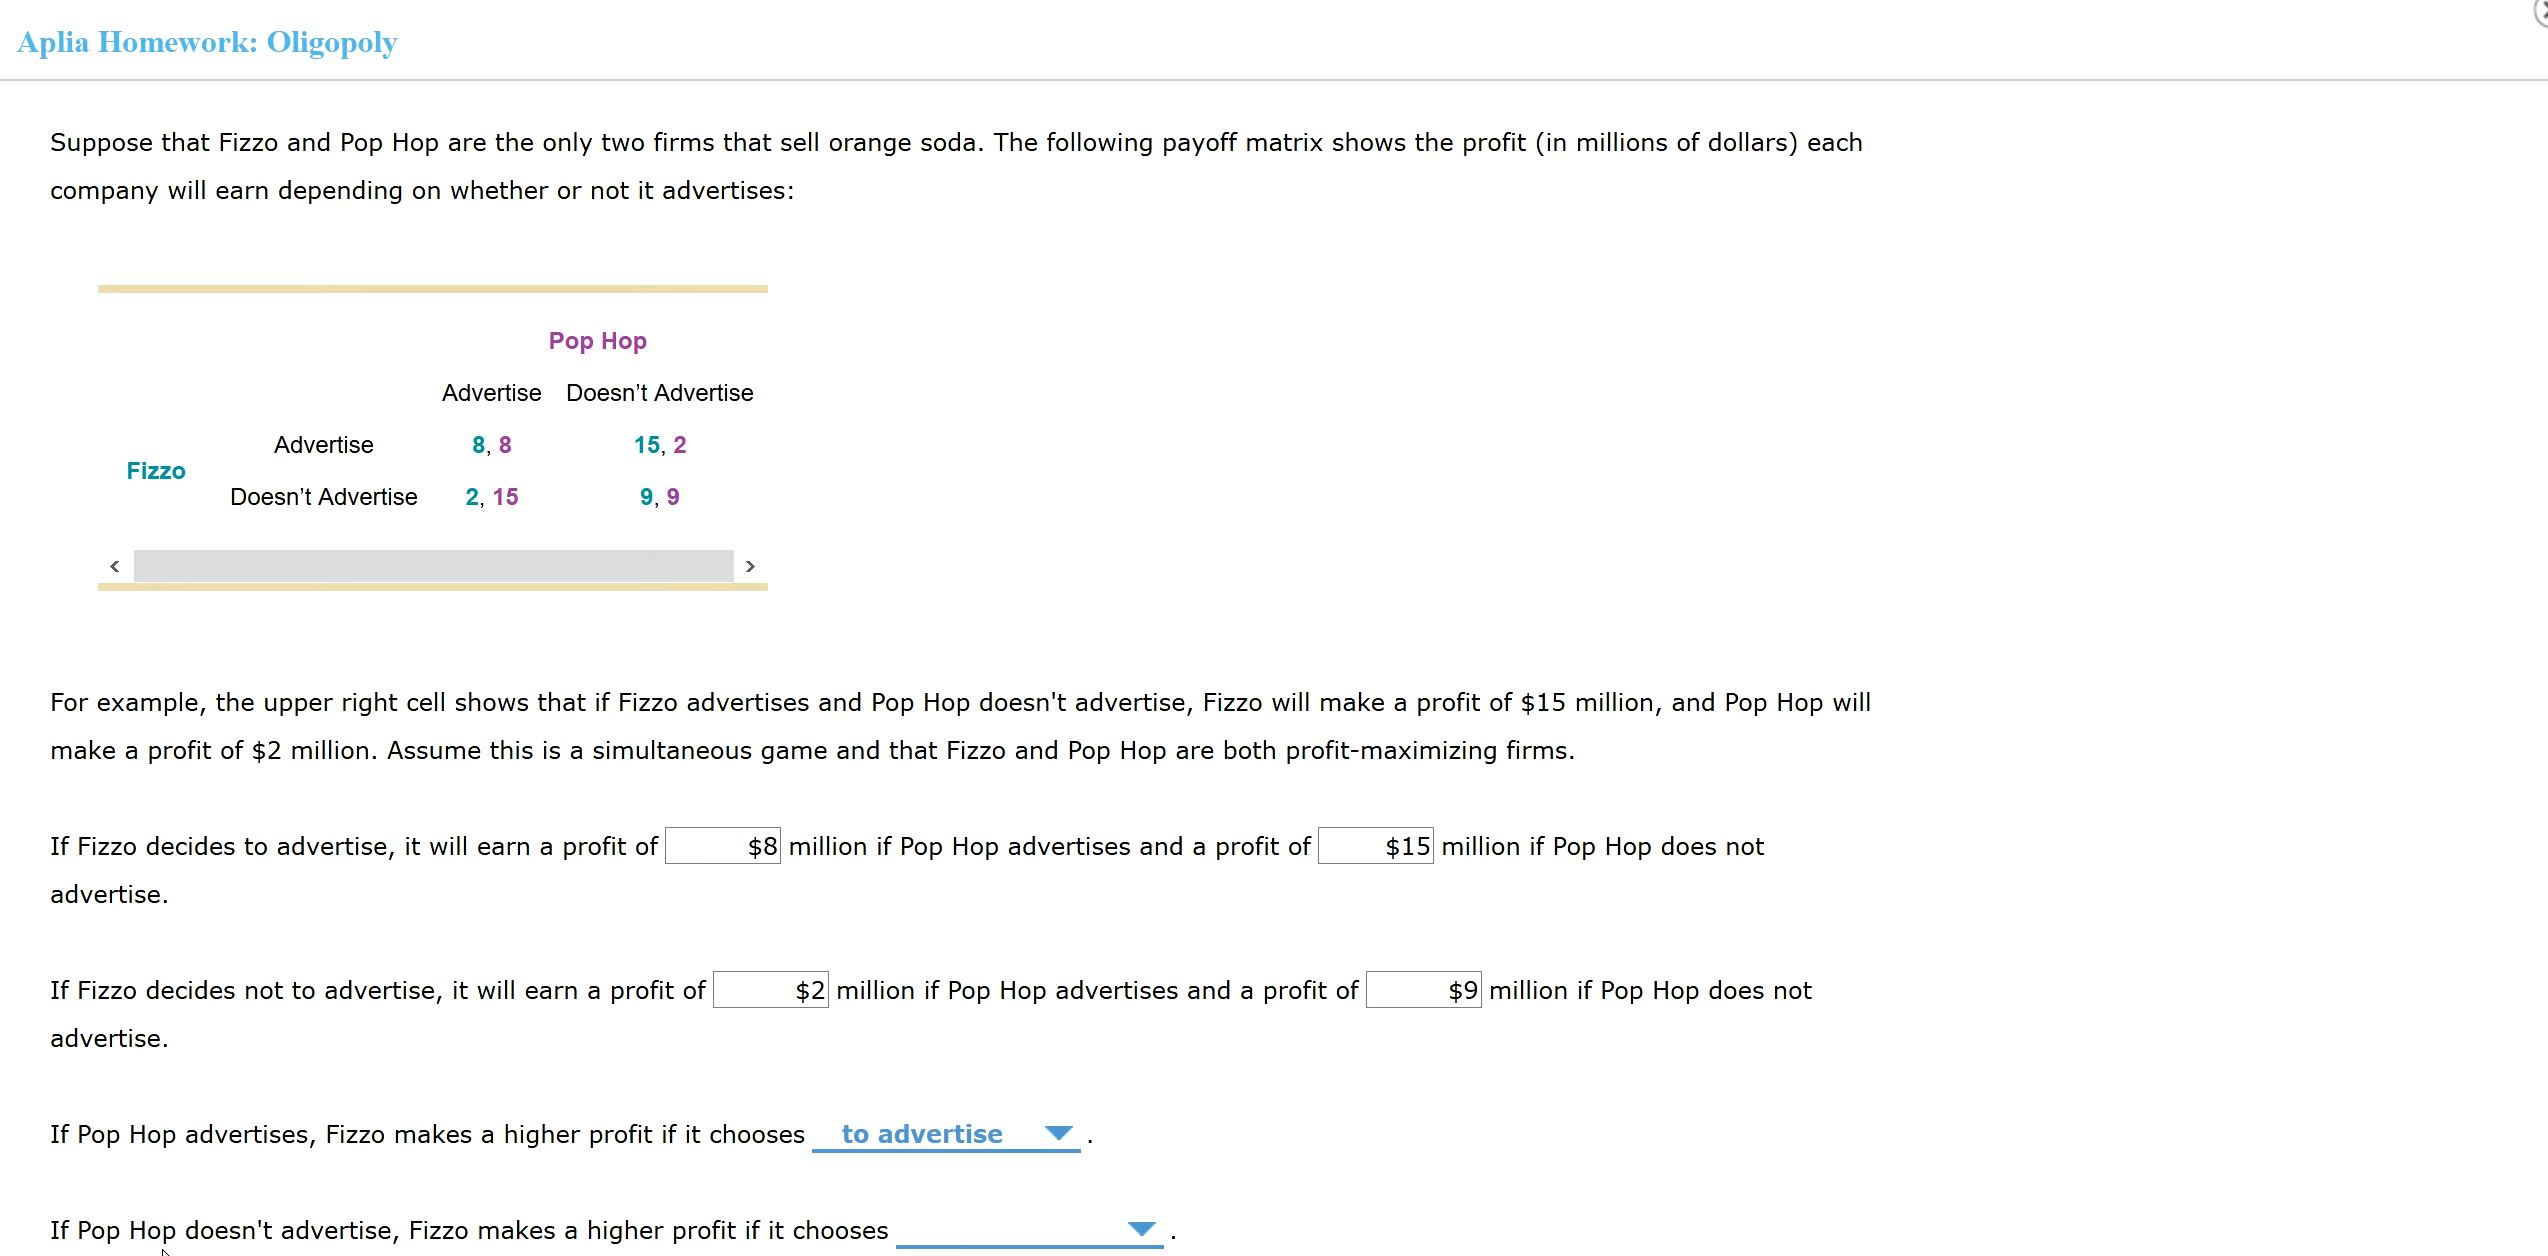 Aplia Homework: Oligopoly
Suppose that Fizzo and Pop Hop are the only two firms that sell orange soda. The following payoff matrix shows the profit (in millions of dollars) each
company will earn depending on whether or not it advertises:
Pop Hop
Advertise Doesn’t Advertise
Advertise 8, 8 15, 2
Fizzo
Doesn’t Advertise 2, 15 9, 9
For example, the upper right cell shows that if Fizzo advertises and Pop Hop doesn't advertise, Fizzo will make a profit of $15 million, and Pop Hop will
make a profit of $2 million. Assume this is a simultaneous game and that Fizzo and Pop Hop are both profit-maximizing firms.
If Fizzo decides to advertise, it will earn a profit of $8 million if Pop Hop advertises and a profit of $15 million if Pop Hop does not
advertise.
If Fizzo decides not to advertise, it will earn a profit of $2 million if Pop Hop advertises and a profit of $9 million if Pop Hop does not
advertise.
If Pop Hop advertises, Fizzo makes a higher profit if it chooses to advertise .
If Pop Hop doesn't advertise, Fizzo makes a higher profit if it chooses .